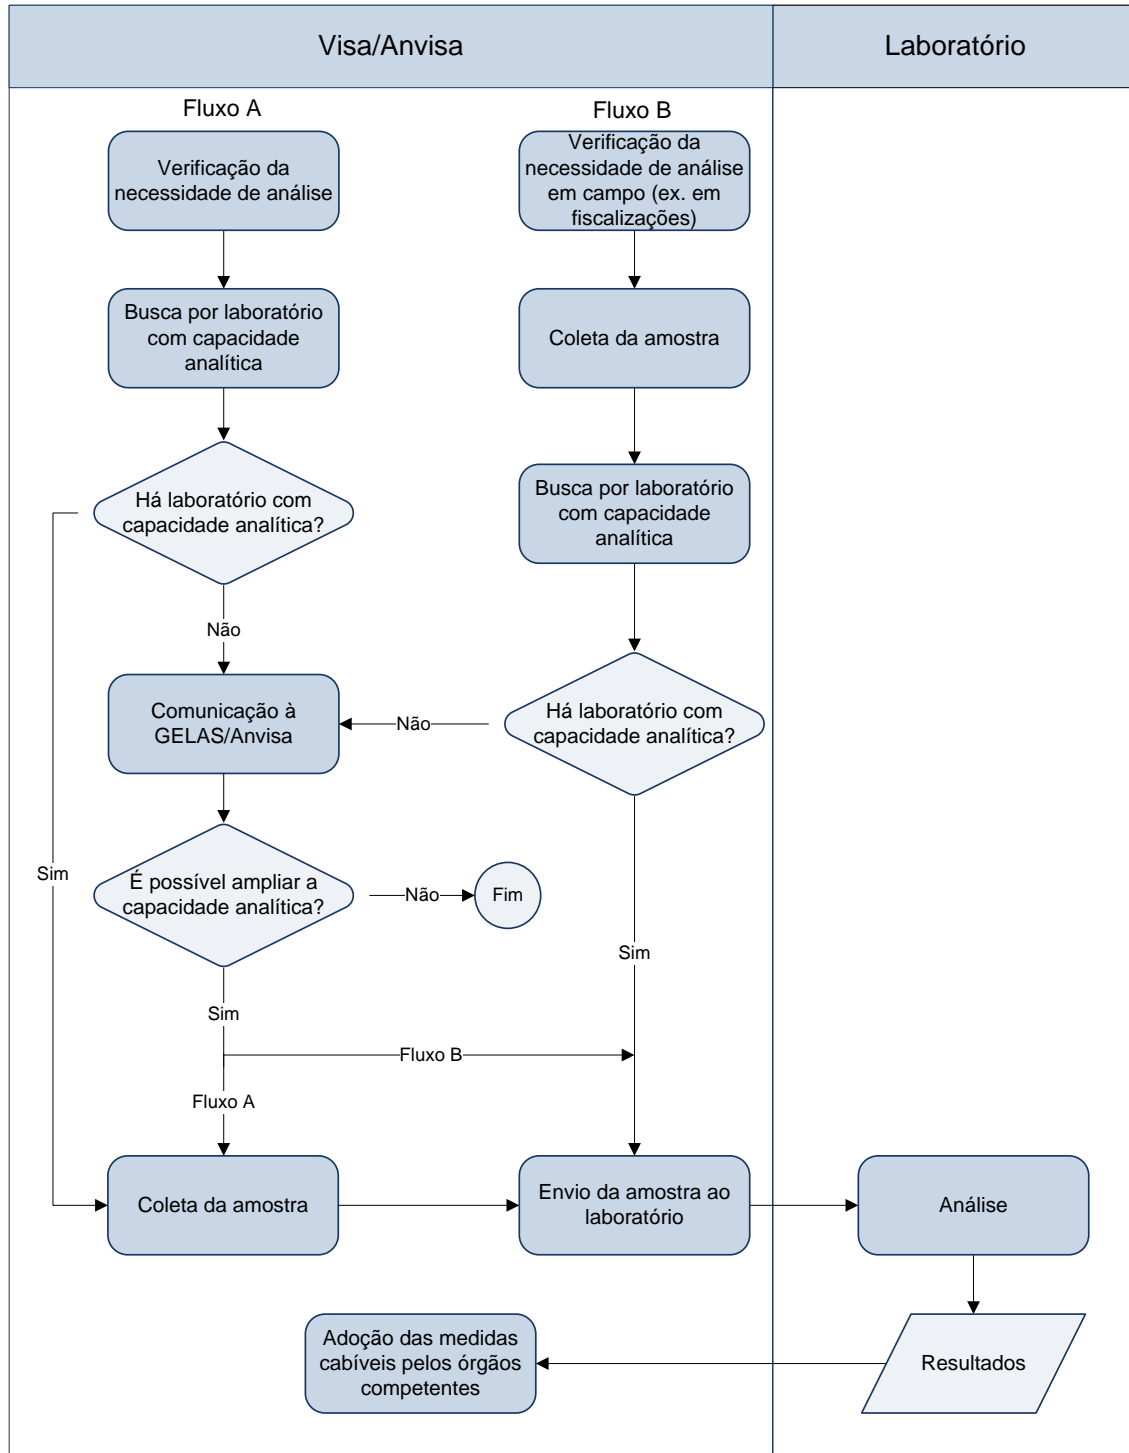 Visa/Anvisa
Laboratório
Fluxo A
Fluxo B
Verificação da
necessidade de análise
Verificação da
necessidade de análise
em campo (ex. em
fiscalizações)
Busca por laboratório
com capacidade
analítica
Coleta da amostra
Há laboratório com
capacidade analítica?
Busca por laboratório
com capacidade
analítica
Não
Comunicação à
GELAS/Anvisa
Não
Há laboratório com
capacidade analítica?
Sim
É possível ampliar a
capacidade analítica?
Não
Fim
Sim
Sim
Fluxo B
Fluxo A
Coleta da amostra
Envio da amostra ao
laboratório
Análise
Adoção das medidas
cabíveis pelos órgãos
competentes
Resultados